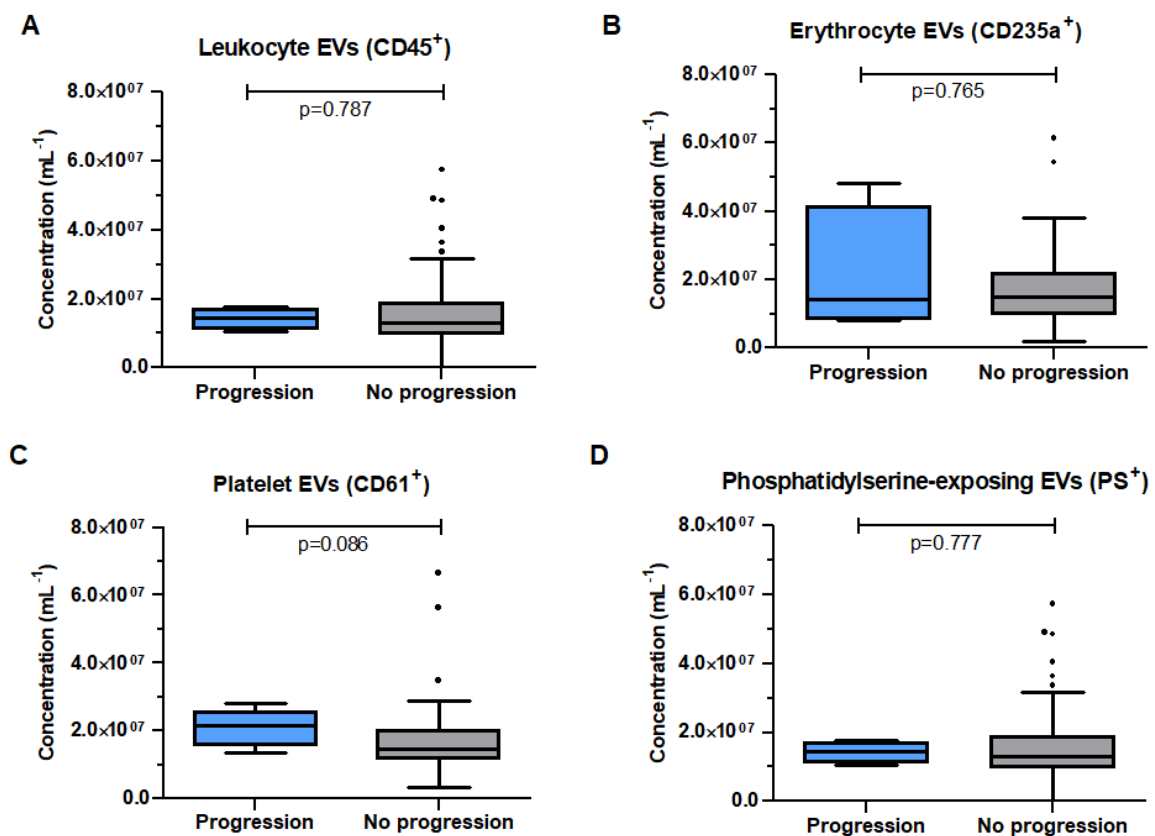 A
Leukocyte EVs (CD45⁺)
p=0.787
Concentration (mL⁻¹)
8.0×10⁰⁷
6.0×10⁰⁷
4.0×10⁰⁷
2.0×10⁰⁷
0.0
Progression
No progression
B
Erythrocyte EVs (CD235a⁺)
p=0.765
Concentration (mL⁻¹)
8.0×10⁰⁷
6.0×10⁰⁷
4.0×10⁰⁷
2.0×10⁰⁷
0.0
Progression
No progression
C
Platelet EVs (CD61⁺)
p=0.086
Concentration (mL⁻¹)
8.0×10⁰⁷
6.0×10⁰⁷
4.0×10⁰⁷
2.0×10⁰⁷
0.0
Progression
No progression
D
Phosphatidylserine-exposing EVs (PS⁺)
p=0.777
Concentration (mL⁻¹)
8.0×10⁰⁷
6.0×10⁰⁷
4.0×10⁰⁷
2.0×10⁰⁷
0.0
Progression
No progression